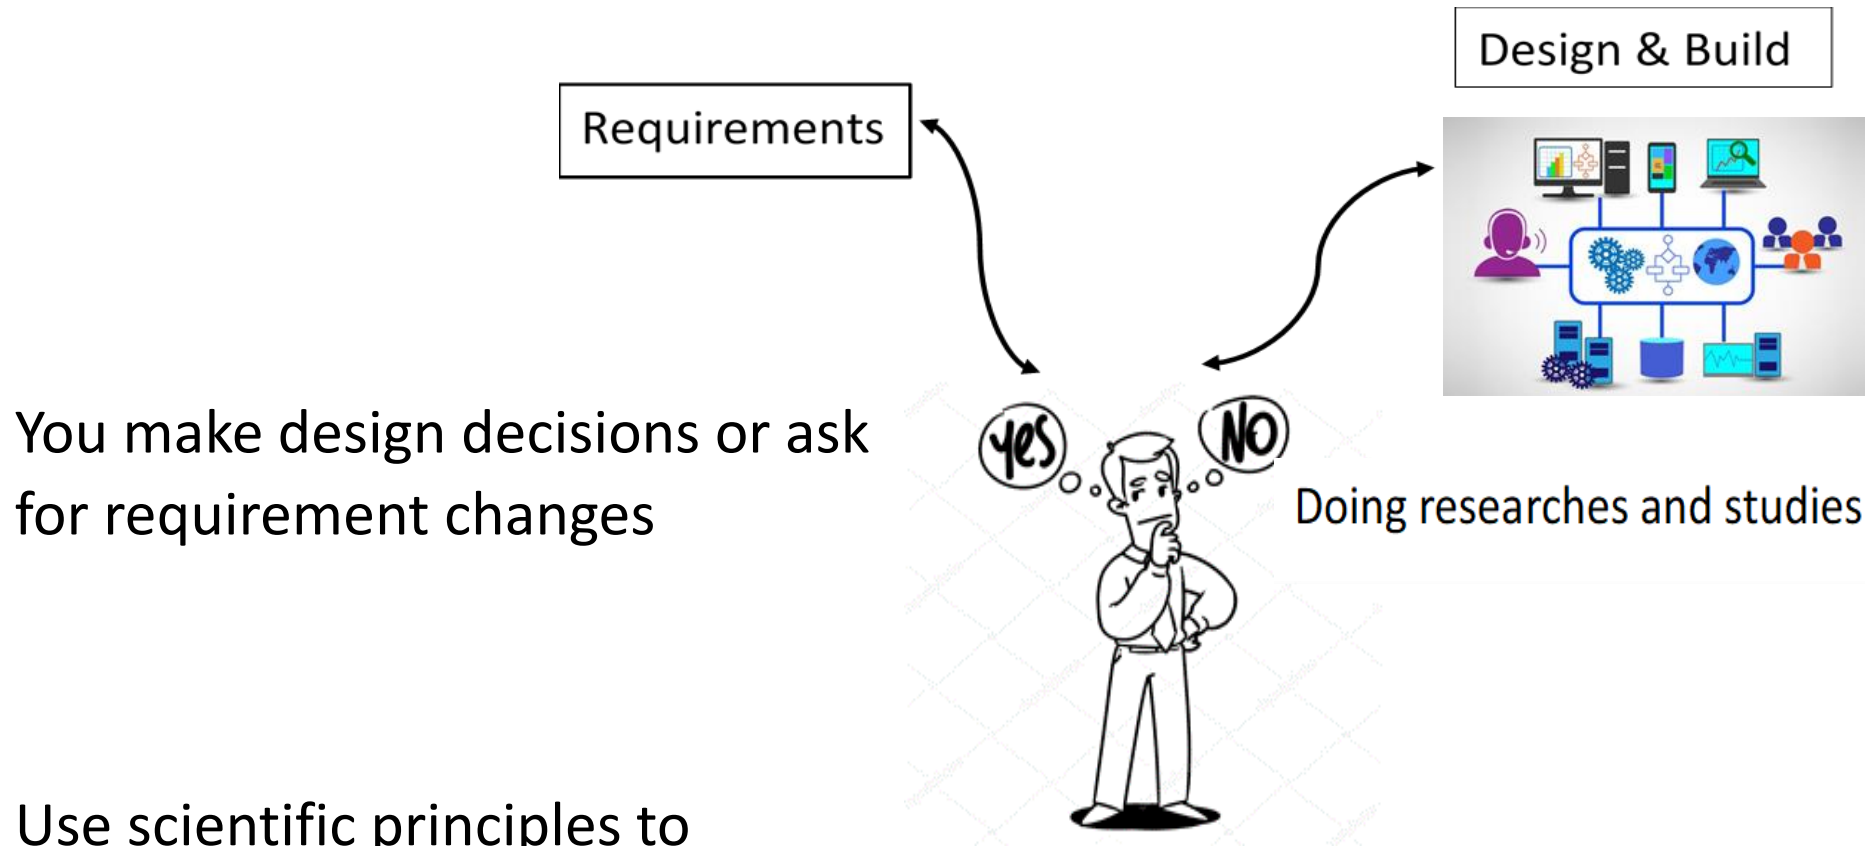 Design & Build
Requirements
You make design decisions or ask
for requirement changes
yes
NO
Doing researches and studies
Use scientific principles to